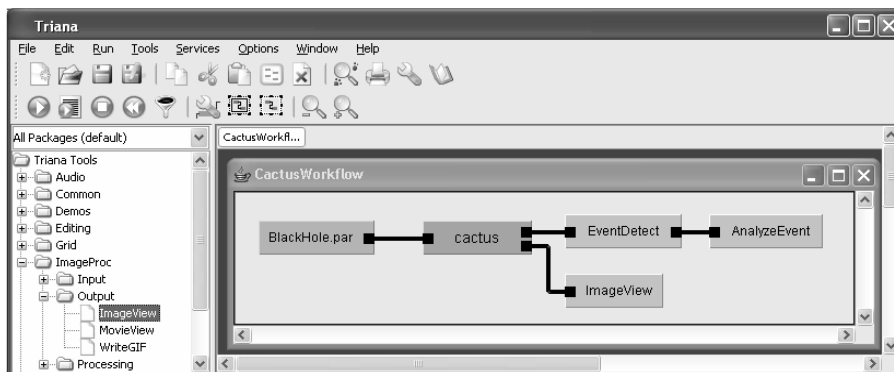 Triana
File Edit Run Tools Services Options Window Help
All Packages (default)
CactusWorkfl...
Triana Tools
Audio
Common
Demos
Editing
Grid
ImageProc
Input
Output
ImageView
MovieView
WriteGIF
Processing
CactusWorkflow
BlackHole.par
cactus
EventDetect
AnalyzeEvent
ImageView